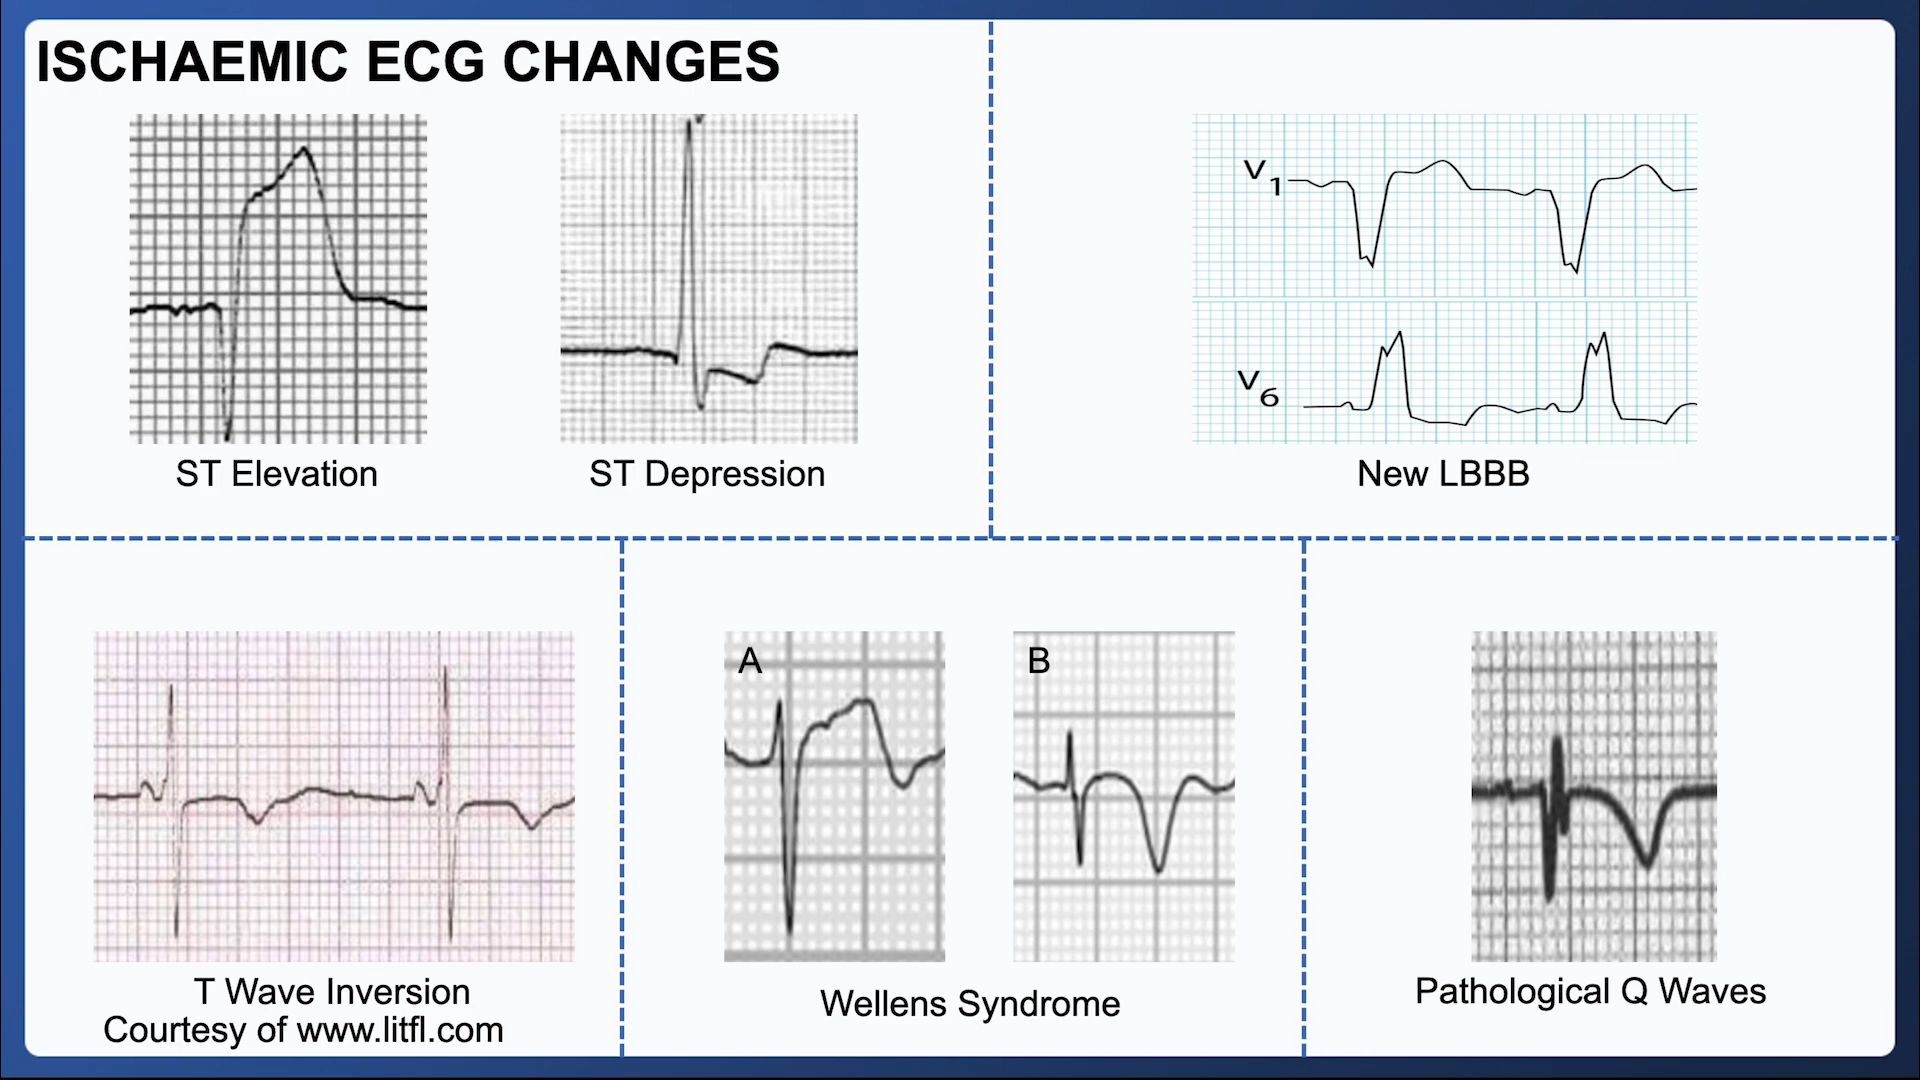 ISCHAEMIC ECG CHANGES
ST Elevation
ST Depression
V1
V6
New LBBB
T Wave Inversion
Courtesy of www.litfl.com
A
B
Wellens Syndrome
Pathological Q Waves